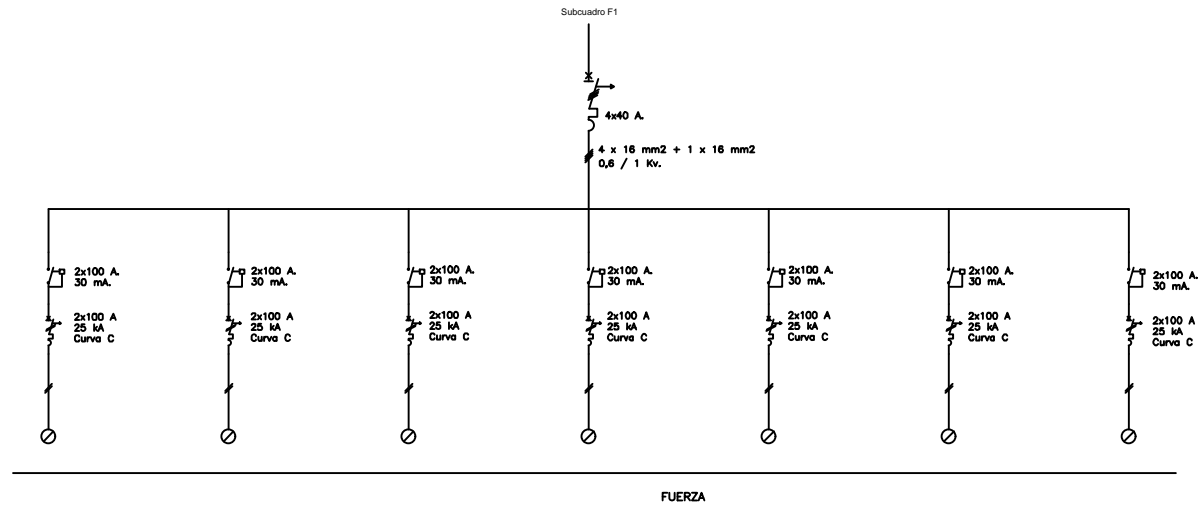 Subcuadro F1
4x40 A.
4 x 16 mm2 + 1 x 16 mm2
0,6 / 1 Kv.
2x100 A.
30 mA.
2x100 A
25 kA
Curva C
2x100 A.
30 mA.
2x100 A
25 kA
Curva C
2x100 A.
30 mA.
2x100 A
25 kA
Curva C
2x100 A.
30 mA.
2x100 A
25 kA
Curva C
2x100 A.
30 mA.
2x100 A
25 kA
Curva C
2x100 A.
30 mA.
2x100 A
25 kA
Curva C
2x100 A.
30 mA.
2x100 A
25 kA
Curva C
FUERZA